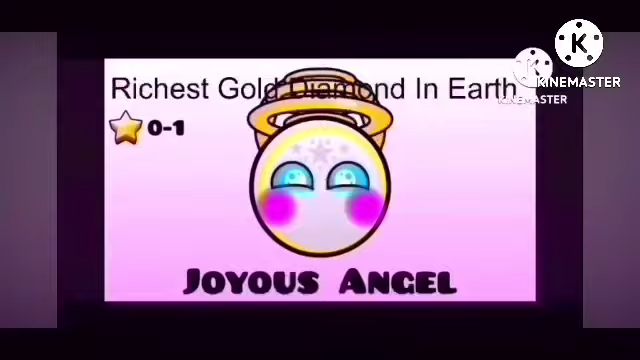 Richest Gold Diamond In Earth
0-1
JOYOUS ANGEL
K
KINEMASTER
KINEMASTER